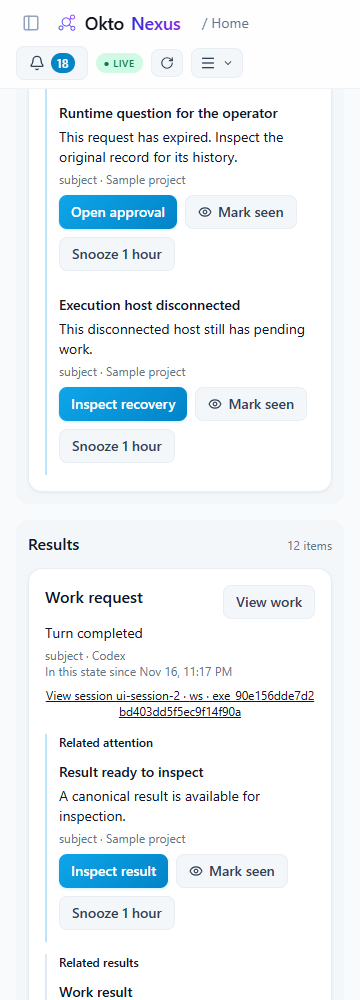 Okto Nexus / Home
18 LIVE
Runtime question for the operator
This request has expired. Inspect the
original record for its history.
subject · Sample project
Open approval Mark seen
Snooze 1 hour
Execution host disconnected
This disconnected host still has pending
work.
subject · Sample project
Inspect recovery Mark seen
Snooze 1 hour
Results 12 items
Work request View work
Turn completed
subject · Codex
In this state since Nov 16, 11:17 PM
View session ui-session-2 · ws · exe_90e156dde7d2
bd403dd5f5ec9f14f90a
Related attention
Result ready to inspect
A canonical result is available for
inspection.
subject · Sample project
Inspect result Mark seen
Snooze 1 hour
Related results
Work result